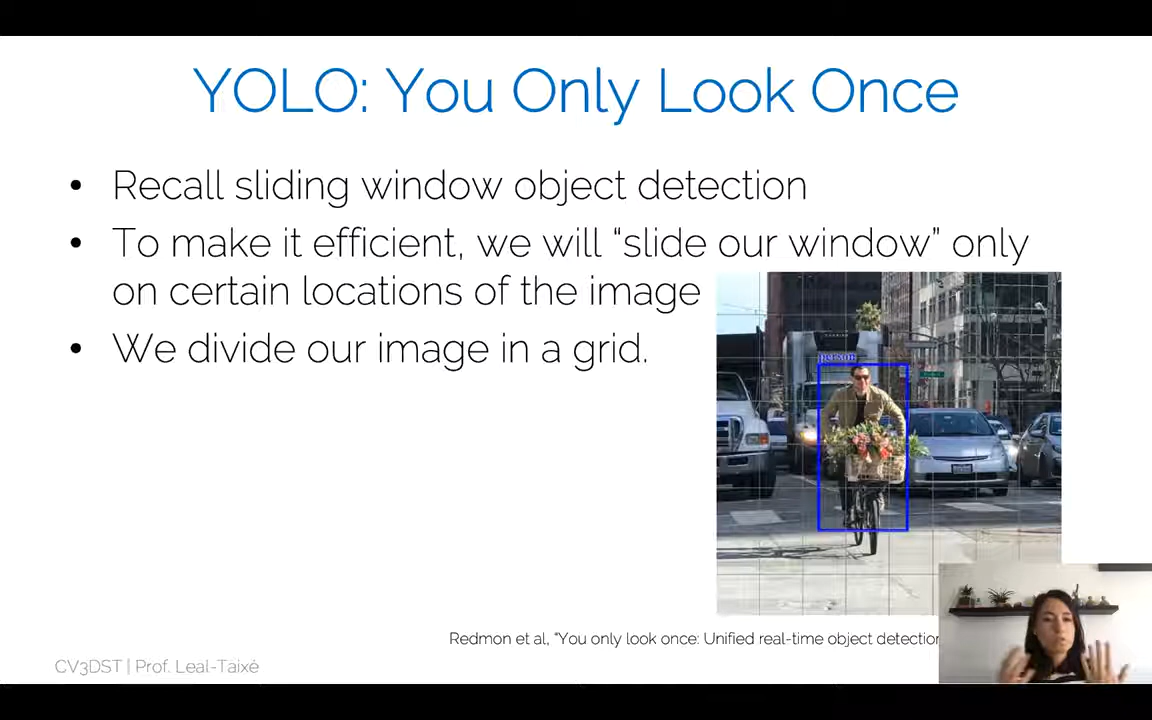 YOLO: You Only Look Once
• Recall sliding window object detection
• To make it efficient, we will “slide our window” only
on certain locations of the image
• We divide our image in a grid.
person
Redmon et al, “You only look once: Unified real-time object detection
CV3DST | Prof. Leal-Taixé